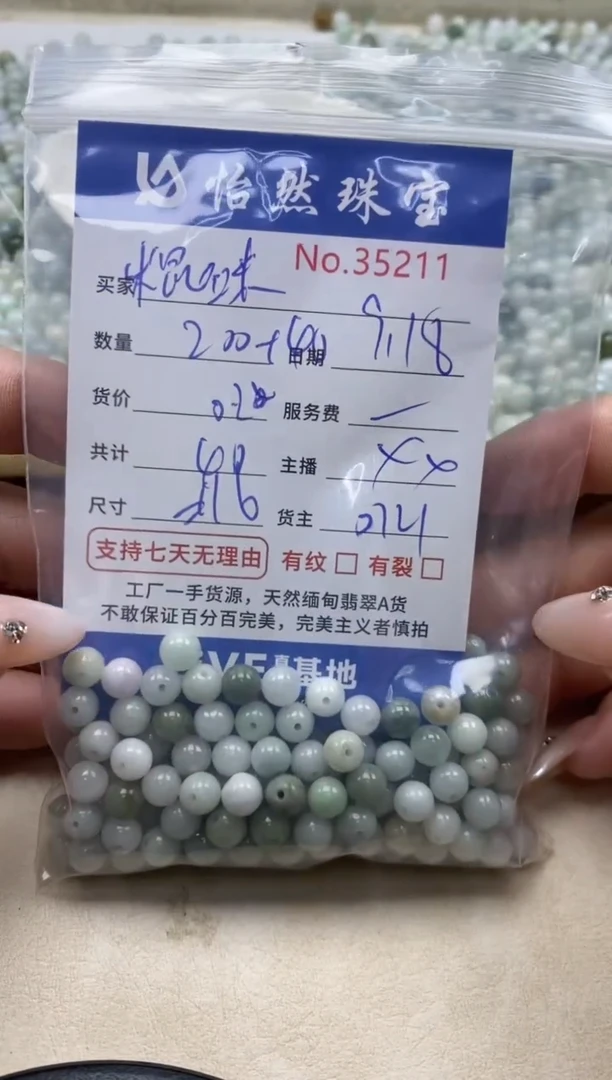 怡然珠宝
No.35211
买家
数量 200+ 日期 9.18
货价 服务费
共计 主播 XX
尺寸 货主 074
支持七天无理由 有纹 □ 有裂 □
工厂一手货源，天然缅甸翡翠A货
不敢保证百分百完美，完美主义者慎拍
基地